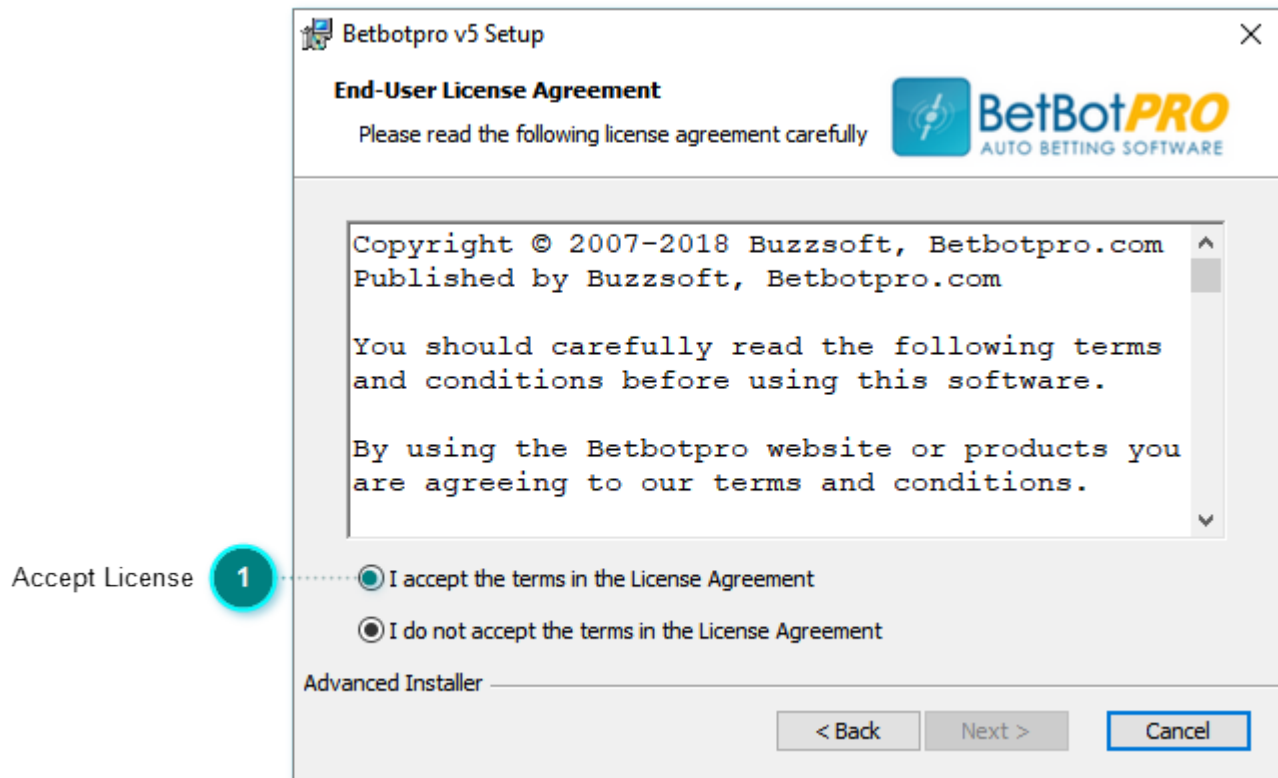 Betbotpro v5 Setup
End-User License Agreement
Please read the following license agreement carefully
BetBotPRO
AUTO BETTING SOFTWARE
Copyright © 2007-2018 Buzzsoft, Betbotpro.com
Published by Buzzsoft, Betbotpro.com
You should carefully read the following terms
and conditions before using this software.
By using the Betbotpro website or products you
are agreeing to our terms and conditions.
Accept License 1 I accept the terms in the License Agreement
I do not accept the terms in the License Agreement
Advanced Installer
< Back Next > Cancel